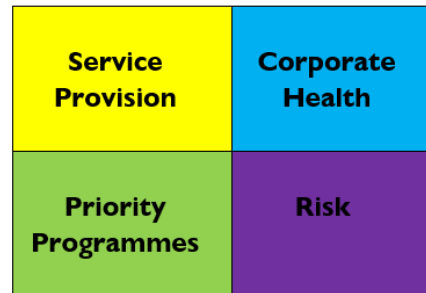 Service
Provision
Corporate
Health
Priority
Programmes
Risk